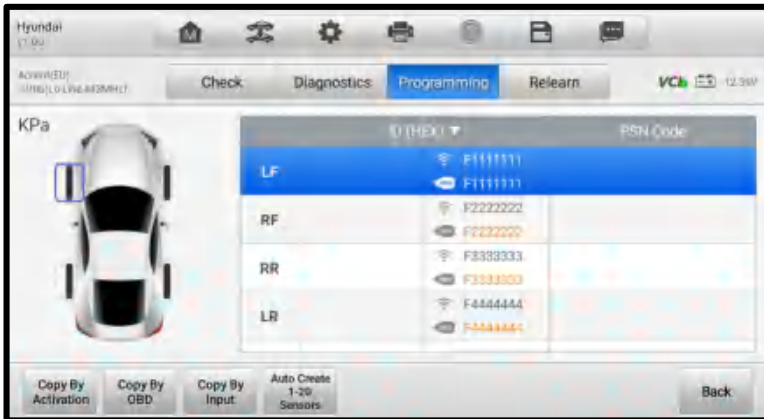 Hyundai
Check Diagnostics Programming Relearn VCI
KPa
ID (HEX) ▼ PSN Code
LF F1111111
F1111111
RF F2222222
F2222222
RR F3333333
F3333333
LR F4444444
F4444444
Copy By Activation
Copy By OBD
Copy By Input
Auto Create 1-20 Sensors
Back